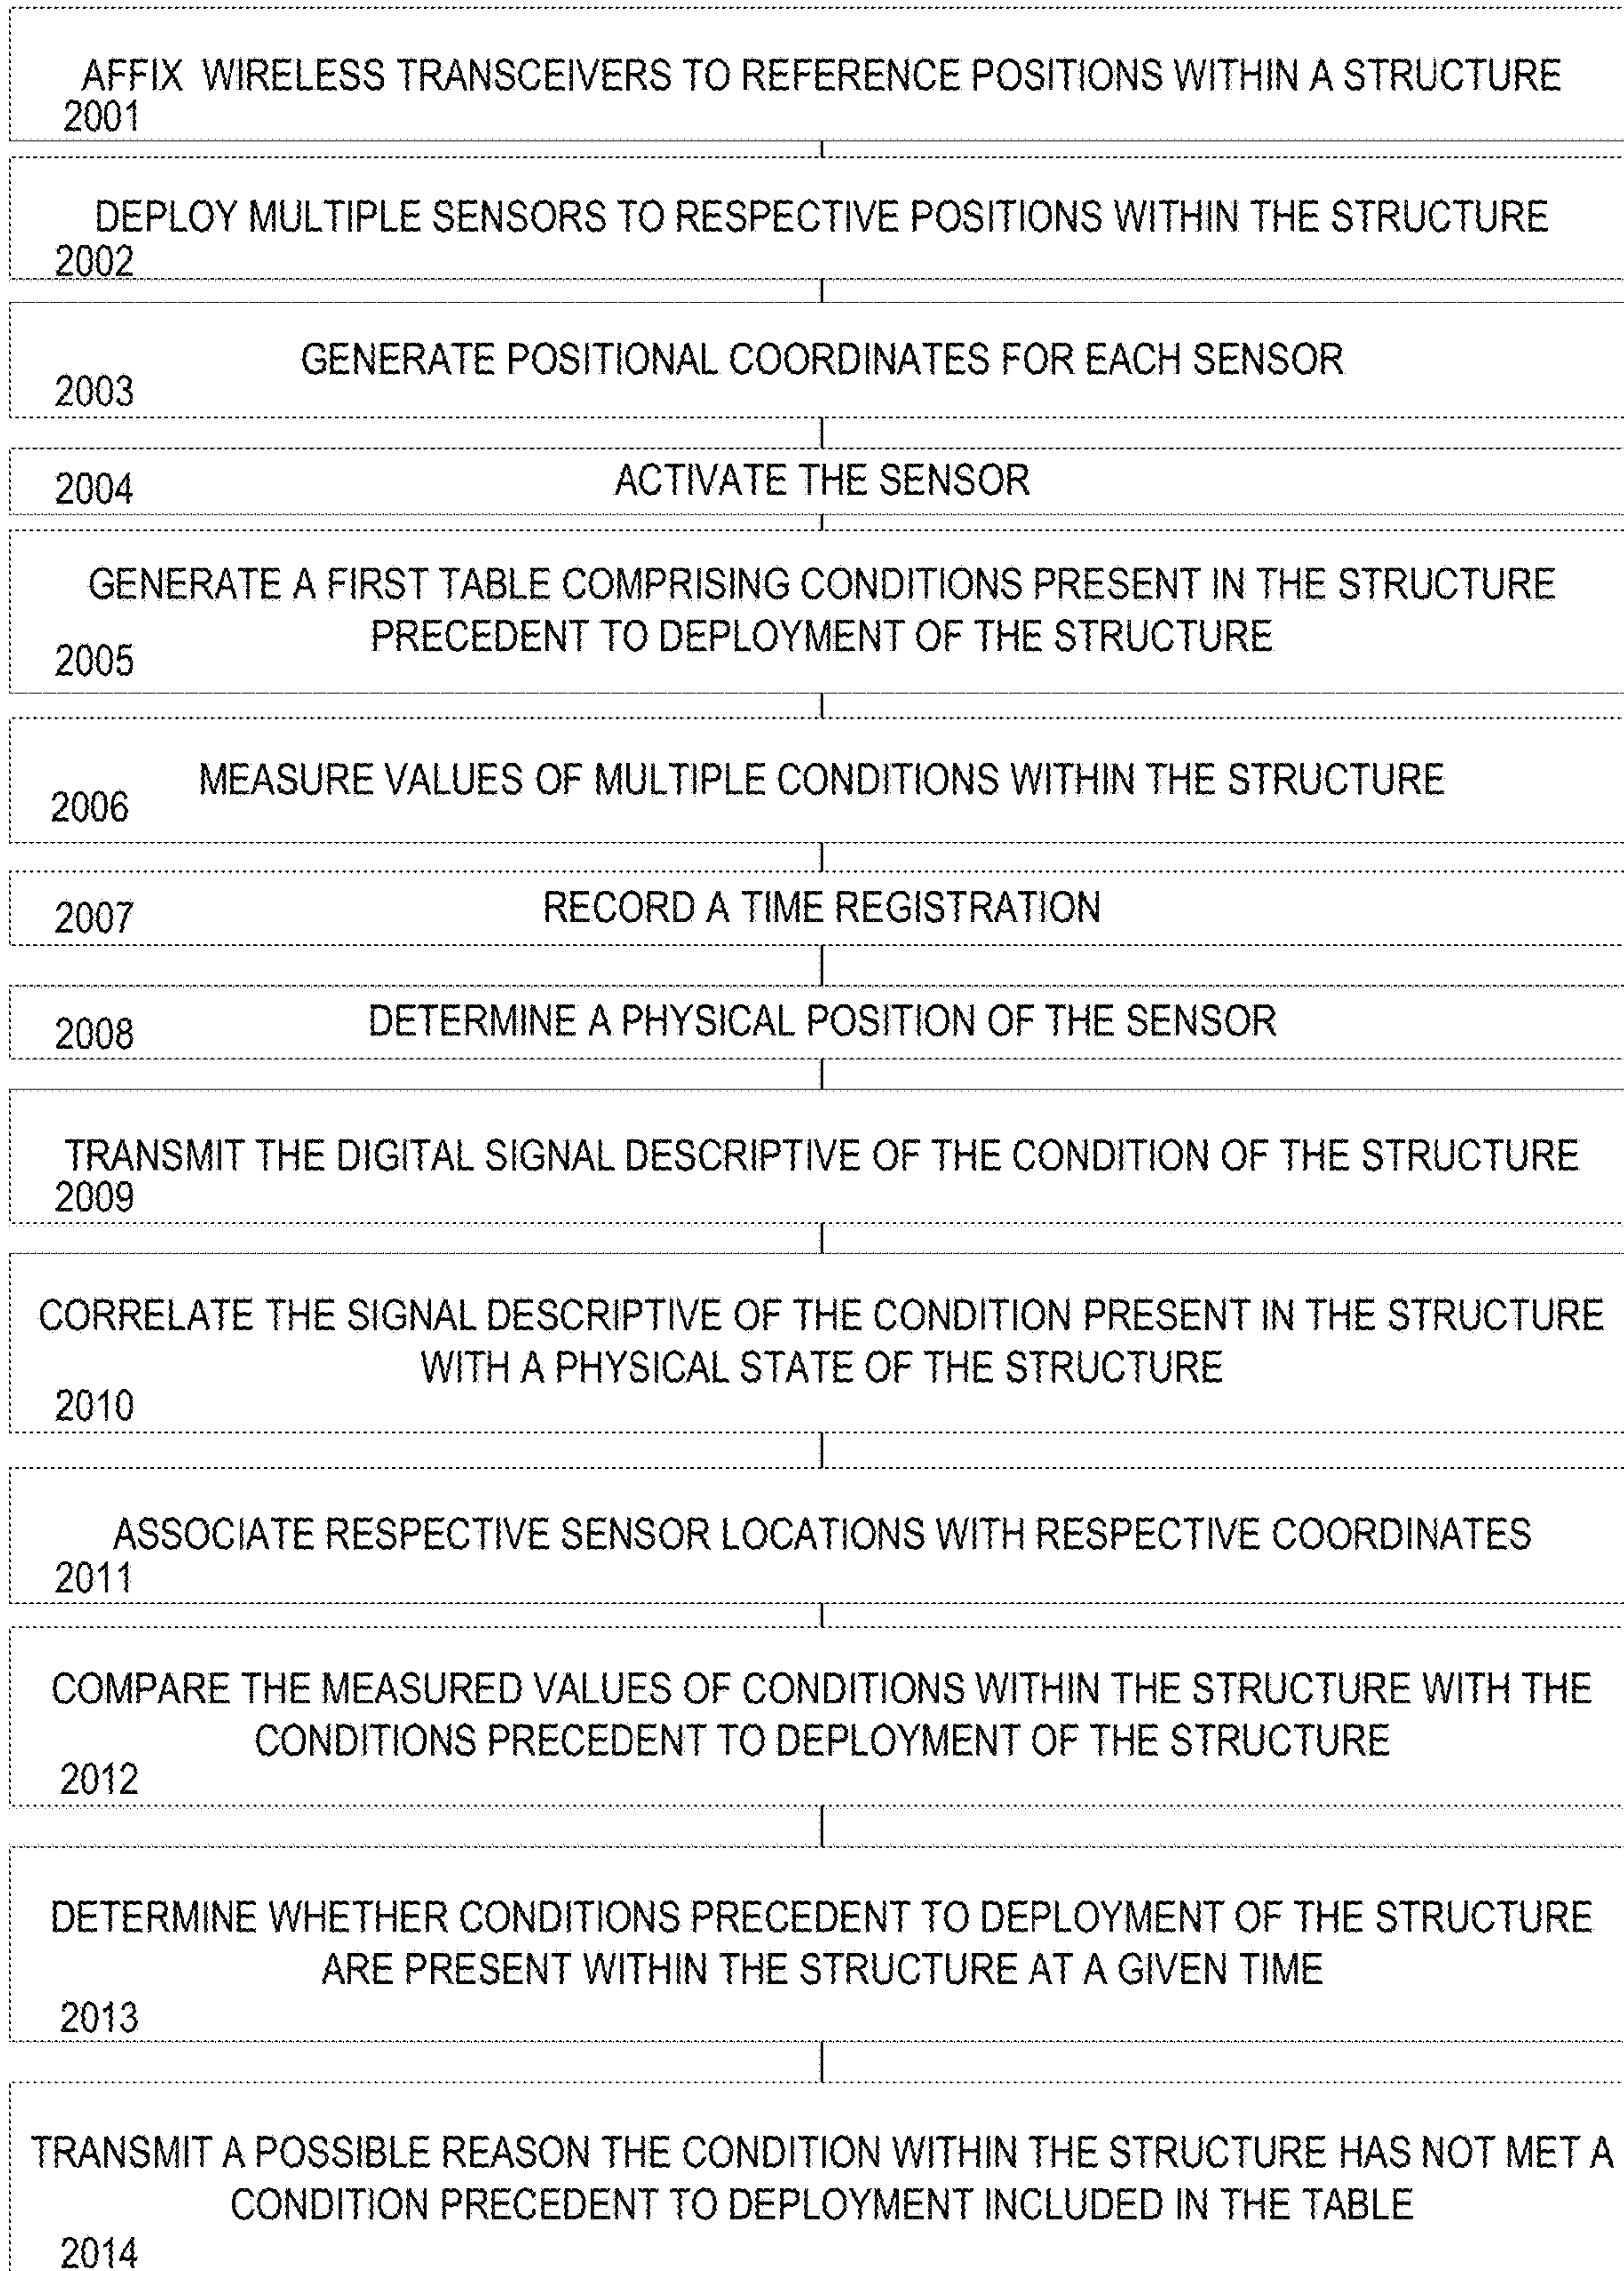 AFFIX WIRELESS TRANSCEIVERS TO REFERENCE POSITIONS WITHIN A STRUCTURE
2001
DEPLOY MULTIPLE SENSORS TO RESPECTIVE POSITIONS WITHIN THE STRUCTURE
2002
GENERATE POSITIONAL COORDINATES FOR EACH SENSOR
2003
ACTIVATE THE SENSOR
2004
GENERATE A FIRST TABLE COMPRISING CONDITIONS PRESENT IN THE STRUCTURE
PRECEDENT TO DEPLOYMENT OF THE STRUCTURE
2005
MEASURE VALUES OF MULTIPLE CONDITIONS WITHIN THE STRUCTURE
2006
RECORD A TIME REGISTRATION
2007
DETERMINE A PHYSICAL POSITION OF THE SENSOR
2008
TRANSMIT THE DIGITAL SIGNAL DESCRIPTIVE OF THE CONDITION OF THE STRUCTURE
2009
CORRELATE THE SIGNAL DESCRIPTIVE OF THE CONDITION PRESENT IN THE STRUCTURE
WITH A PHYSICAL STATE OF THE STRUCTURE
2010
ASSOCIATE RESPECTIVE SENSOR LOCATIONS WITH RESPECTIVE COORDINATES
2011
COMPARE THE MEASURED VALUES OF CONDITIONS WITHIN THE STRUCTURE WITH THE
CONDITIONS PRECEDENT TO DEPLOYMENT OF THE STRUCTURE
2012
DETERMINE WHETHER CONDITIONS PRECEDENT TO DEPLOYMENT OF THE STRUCTURE
ARE PRESENT WITHIN THE STRUCTURE AT A GIVEN TIME
2013
TRANSMIT A POSSIBLE REASON THE CONDITION WITHIN THE STRUCTURE HAS NOT MET A
CONDITION PRECEDENT TO DEPLOYMENT INCLUDED IN THE TABLE
2014